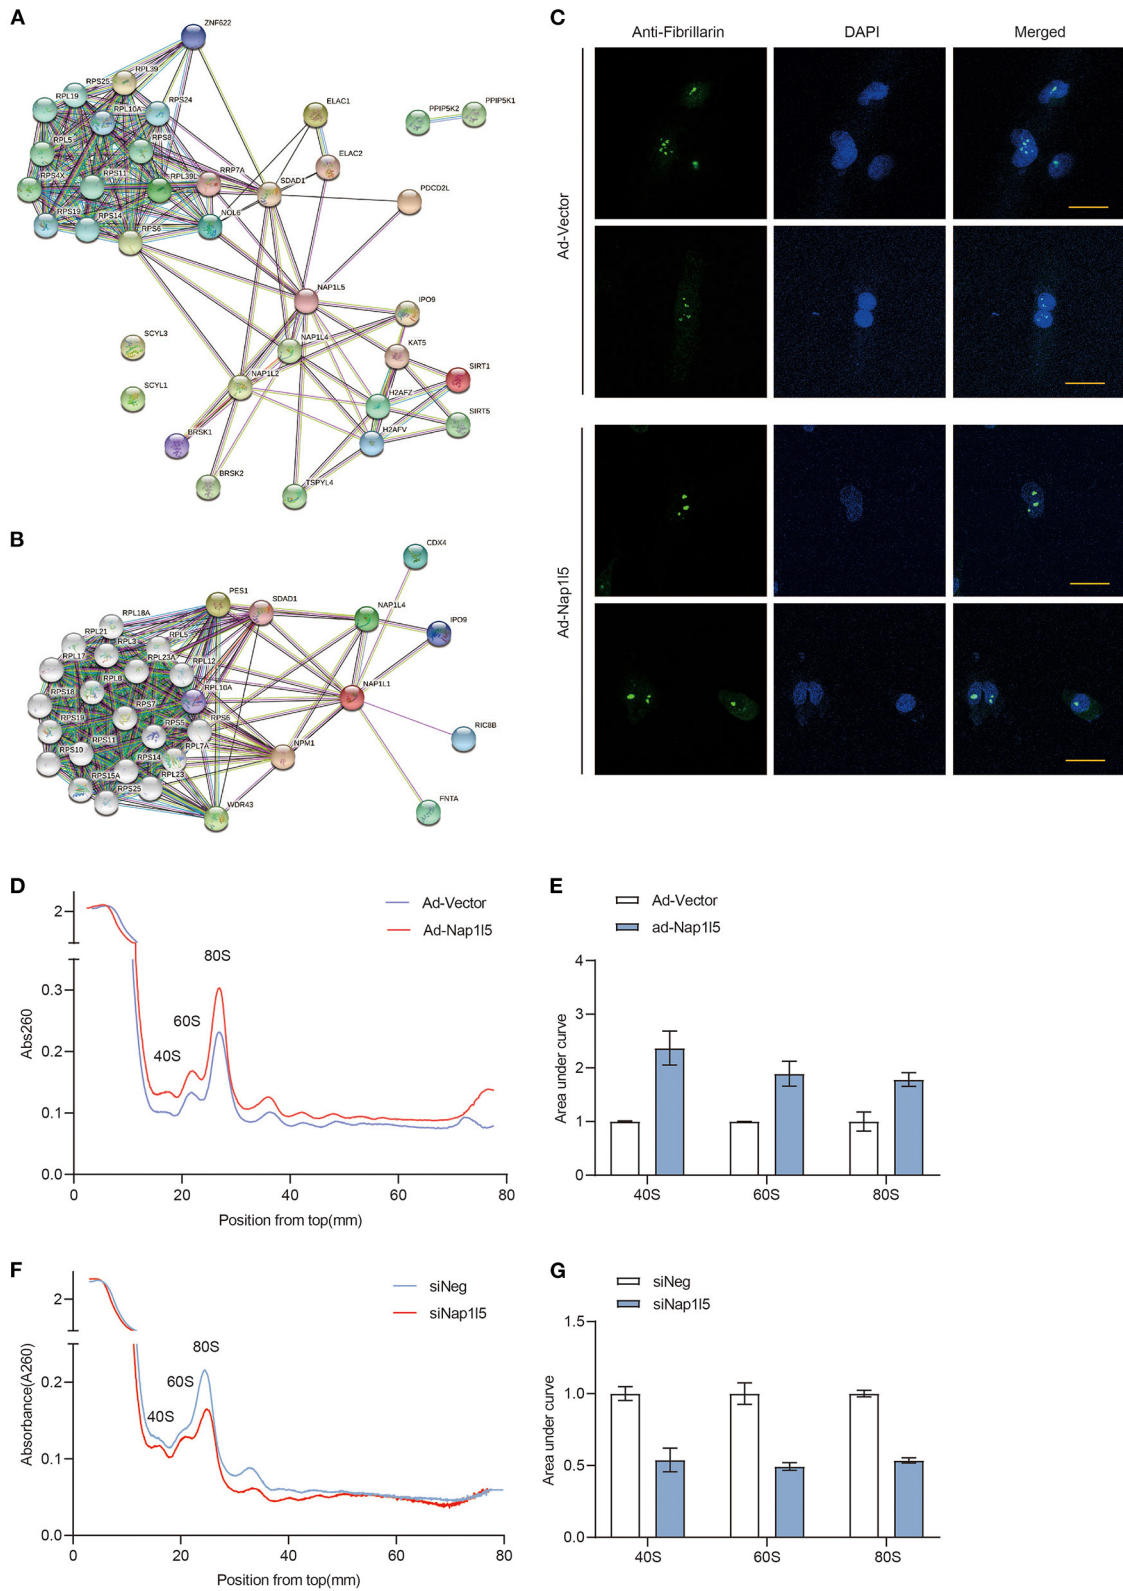 A
ZNF622
RPS25
RPL39
RPL19
RPL10A
RPS24
RPL5
RPS8
RPS4X
RPS11
RPL39L
RRP7A
RPS19
RPS14
NOL6
RPS6
SDAD1
ELAC1
ELAC2
PPIP5K2
PPIP5K1
PDCD2L
NAP1L5
IPO9
NAP1L4
KAT5
SCYL3
NAP1L2
SIRT1
SCYL1
H2AFZ
SIRT5
BRSK1
H2AFV
BRSK2
TSPYL4
B
CDX4
PES1
SDAD1
NAP1L4
IPO9
RPL18A
RPL21
RPL3
RPL5
RPL17
RPL23A
RPL12
RPL8
RPL10A
NAP1L1
RPS18
RPS7
RPS6
RPS19
RPS5
RIC8B
RPS11
RPL7A
RPS10
RPS14
NPM1
RPS15A
RPL23
RPS25
WDR43
FNTA
C
Anti-Fibrillarin
DAPI
Merged
Ad-Vector
Ad-Nap1l5
D
Ad-Vector
Ad-Nap1l5
80S
60S
40S
Abs260
2
0.3
0.2
0.1
0.0
0 20 40 60 80
Position from top(mm)
E
Ad-Vector
ad-Nap1l5
Area under curve
4
3
2
1
0
40S 60S 80S
F
siNeg
siNap1l5
80S
60S
40S
Absorbance(A260)
2
0.2
0.1
0.0
0 20 40 60 80
Position from top(mm)
G
siNeg
siNap1l5
Area under curve
1.5
1.0
0.5
0.0
40S 60S 80S